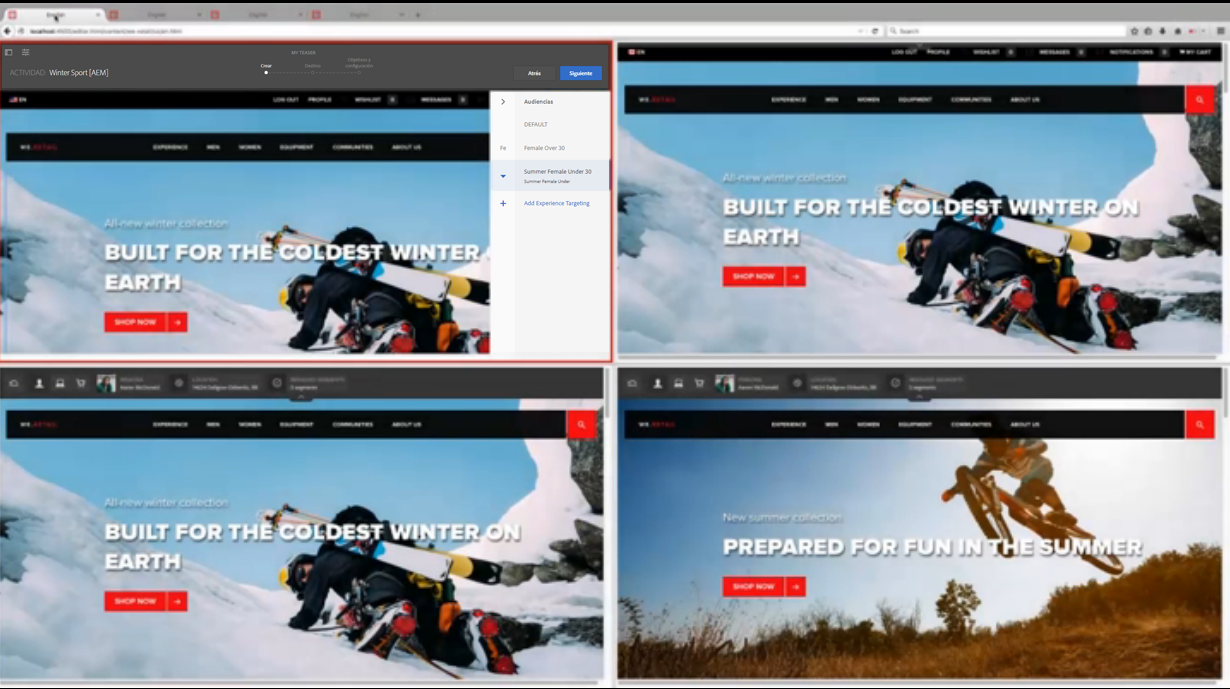 English
English
English
English
Search
MY TEASER
Crear
Destino
Objetivos y
configuración
ACTIVIDAD Winter Sport [AEM]
Atrás
Siguiente
EN
LOG OUT PROFILE WISHLIST 0 MESSAGES 0
WE.RETAIL EXPERIENCE MEN WOMEN EQUIPMENT COMMUNITIES ABOUT US
All-new winter collection
BUILT FOR THE COLDEST WINTER
EARTH
SHOP NOW
Audiencias
DEFAULT
Fe Female Over 30
Summer Female Under 30
Summer Female Under
Add Experience Targeting
EN LOG OUT PROFILE WISHLIST 0 MESSAGES 0 NOTIFICATIONS 0 MY CART
WE.RETAIL EXPERIENCE MEN WOMEN EQUIPMENT COMMUNITIES ABOUT US
All-new winter collection
BUILT FOR THE COLDEST WINTER ON
EARTH
SHOP NOW
WE.RETAIL EXPERIENCE MEN WOMEN EQUIPMENT COMMUNITIES ABOUT US
All-new winter collection
BUILT FOR THE COLDEST WINTER ON
EARTH
SHOP NOW
WE.RETAIL EXPERIENCE MEN WOMEN EQUIPMENT COMMUNITIES ABOUT US
New summer collection
PREPARED FOR FUN IN THE SUMMER
SHOP NOW